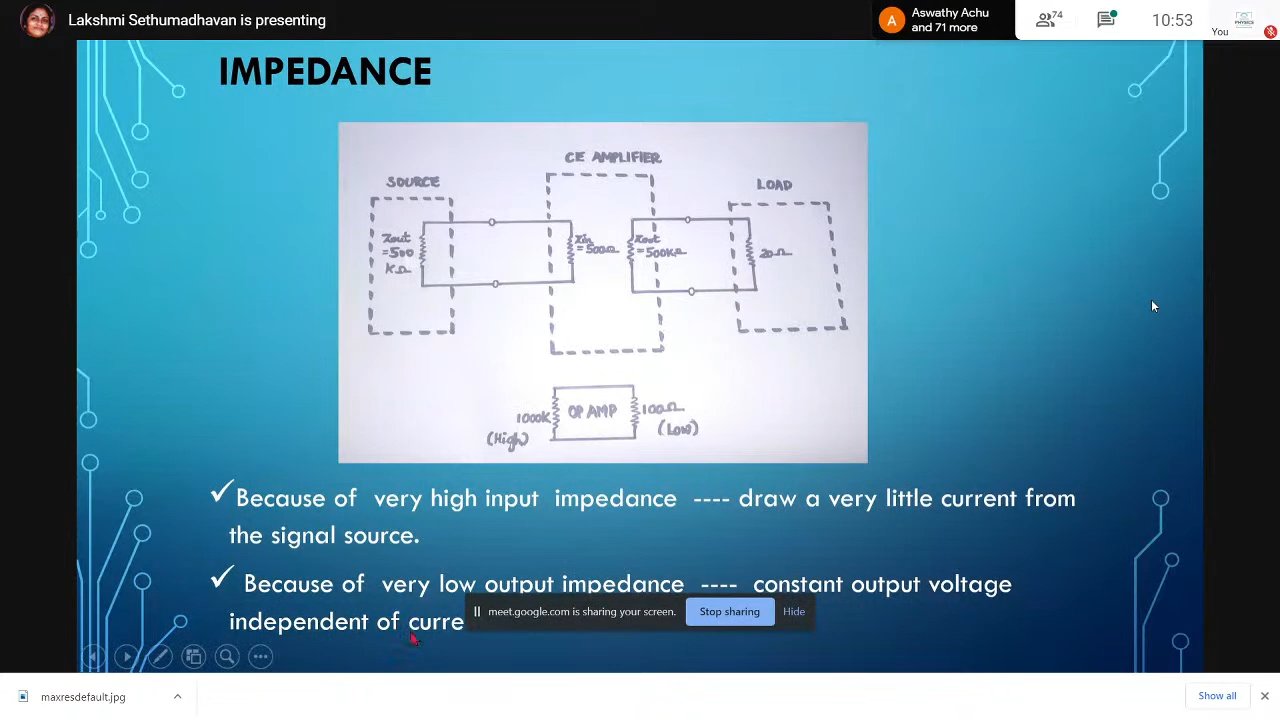 Lakshmi Sethumadhavan is presenting
A
Aswathy Achu
and 71 more
74
10:53
You
PHYSICS
IMPEDANCE
CE AMPLIFIER
SOURCE
LOAD
Zout
=500
KΩ
Zin
=500Ω
Zout
=500KΩ
20Ω
1000K
(High)
OP AMP
100Ω
(Low)
Because of very high input impedance ---- draw a very little current from
the signal source.
Because of very low output impedance ---- constant output voltage
independent of curre
meet.google.com is sharing your screen.
Stop sharing
Hide
maxresdefault.jpg
Show all